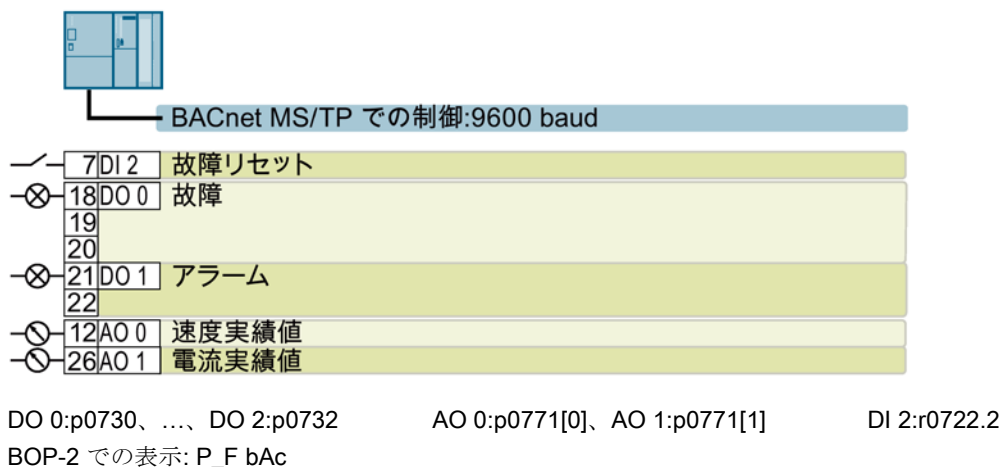 BACnet MS/TP での制御:9600 baud
7 DI 2 故障リセット
18 DO 0 故障
19
20
21 DO 1 アラーム
22
12 AO 0 速度実績値
26 AO 1 電流実績値
DO 0:p0730、…、DO 2:p0732 AO 0:p0771[0]、AO 1:p0771[1] DI 2:r0722.2
BOP-2 での表示: P_F bAc